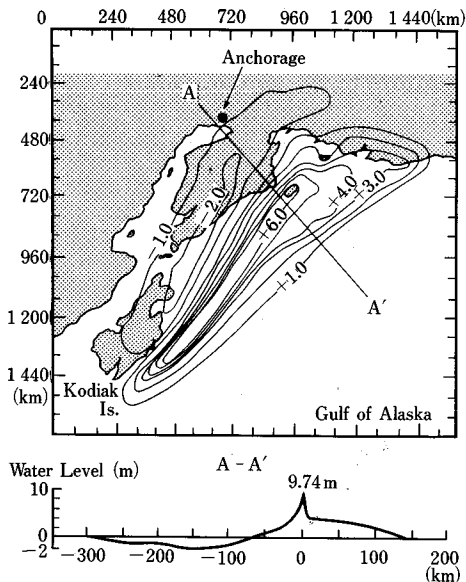 0 240 480 720 960 1 200 1 440(km)
Anchorage
A
240
480
720
960
1 200
1 440
(km)
-1.0
-2.0
+6.0
+4.0
+3.0
+1.0
A′
Kodiak
Is.
Gulf of Alaska
Water Level (m)
A - A′
9.74 m
10
0
-2
-300 -200 -100 0 100 200
(km)